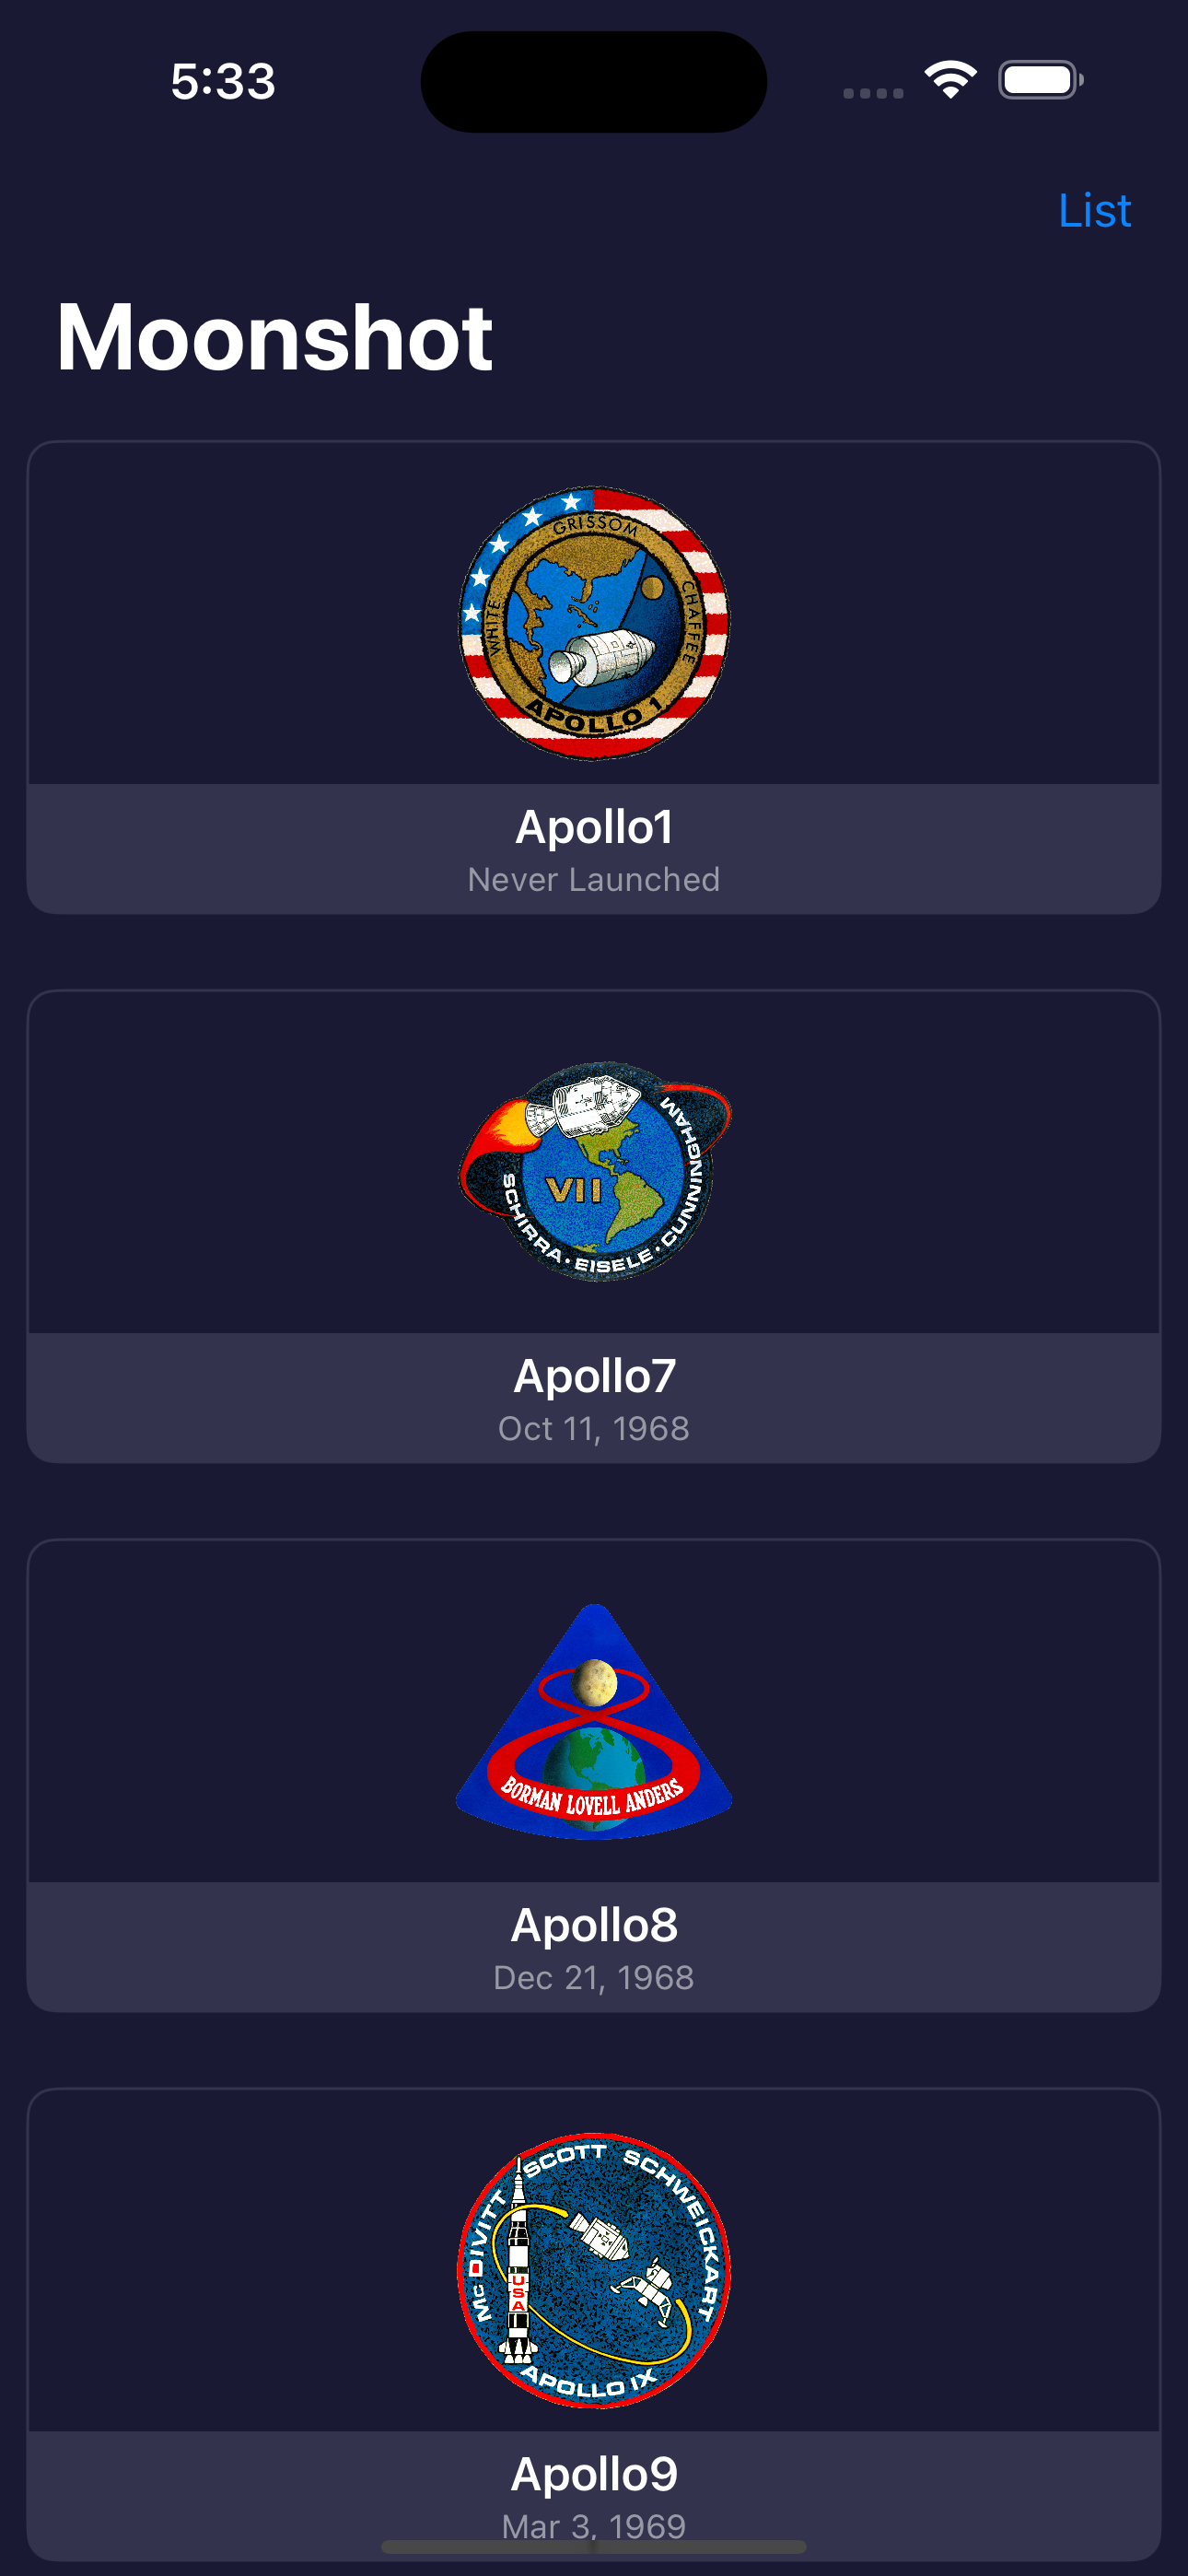 5:33
List
Moonshot
GRISSOM
WHITE
CHAFFEE
APOLLO 1
Apollo1
Never Launched
VII
SCHIRRA · EISELE · CUNNINGHAM
Apollo7
Oct 11, 1968
BORMAN LOVELL ANDERS
Apollo8
Dec 21, 1968
McDIVITT SCOTT SCHWEICKART
USA
APOLLO IX
Apollo9
Mar 3, 1969